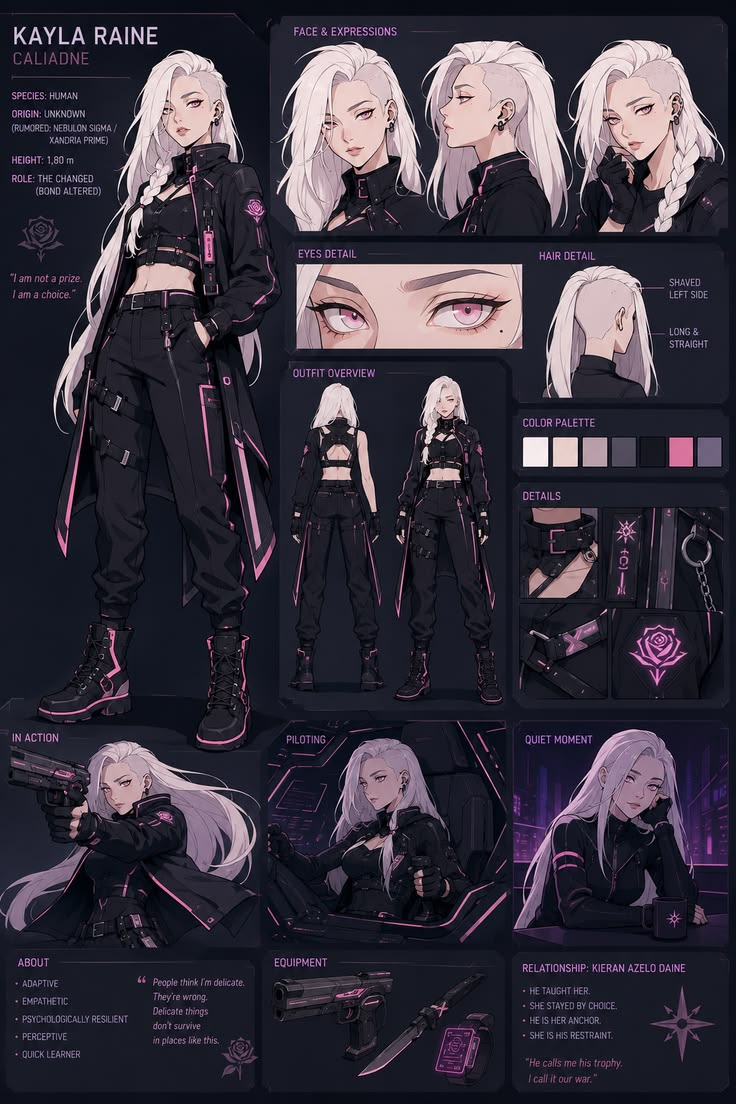 KAYLA RAINE
CALIADNE
SPECIES: HUMAN
ORIGIN: UNKNOWN
(RUMORED: NEBULON SIGMA /
XANDRIA PRIME)
HEIGHT: 1,80 m
ROLE: THE CHANGED
(BOND ALTERED)
"I am not a prize.
I am a choice."
FACE & EXPRESSIONS
EYES DETAIL
HAIR DETAIL
SHAVED
LEFT SIDE
LONG &
STRAIGHT
OUTFIT OVERVIEW
COLOR PALETTE
DETAILS
IN ACTION
PILOTING
QUIET MOMENT
ABOUT
• ADAPTIVE
• EMPATHETIC
• PSYCHOLOGICALLY RESILIENT
• PERCEPTIVE
• QUICK LEARNER
“ People think I'm delicate.
They're wrong.
Delicate things
don't survive
in places like this.
EQUIPMENT
RELATIONSHIP: KIERAN AZELO DAINE
• HE TAUGHT HER.
• SHE STAYED BY CHOICE.
• HE IS HER ANCHOR.
• SHE IS HIS RESTRAINT.
"He calls me his trophy.
I call it our war."